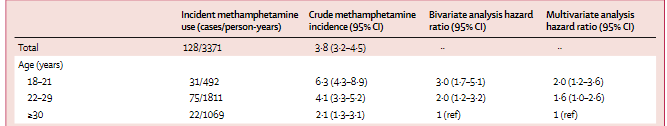 Incident methamphetamine use (cases/person-years) Crude methamphetamine incidence (95% CI) Bivariate analysis hazard ratio (95% CI) Multivariate analysis hazard ratio (95% CI)
Total 128/3371 3·8 (3·2–4·5) ·· ··
Age (years)
18–21 31/492 6·3 (4·3–8·9) 3·0 (1·7–5·1) 2·0 (1·2–3·6)
22–29 75/1811 4·1 (3·3–5·2) 2·0 (1·2–3·2) 1·6 (1·0–2·6)
≥30 22/1069 2·1 (1·3–3·1) 1 (ref) 1 (ref)